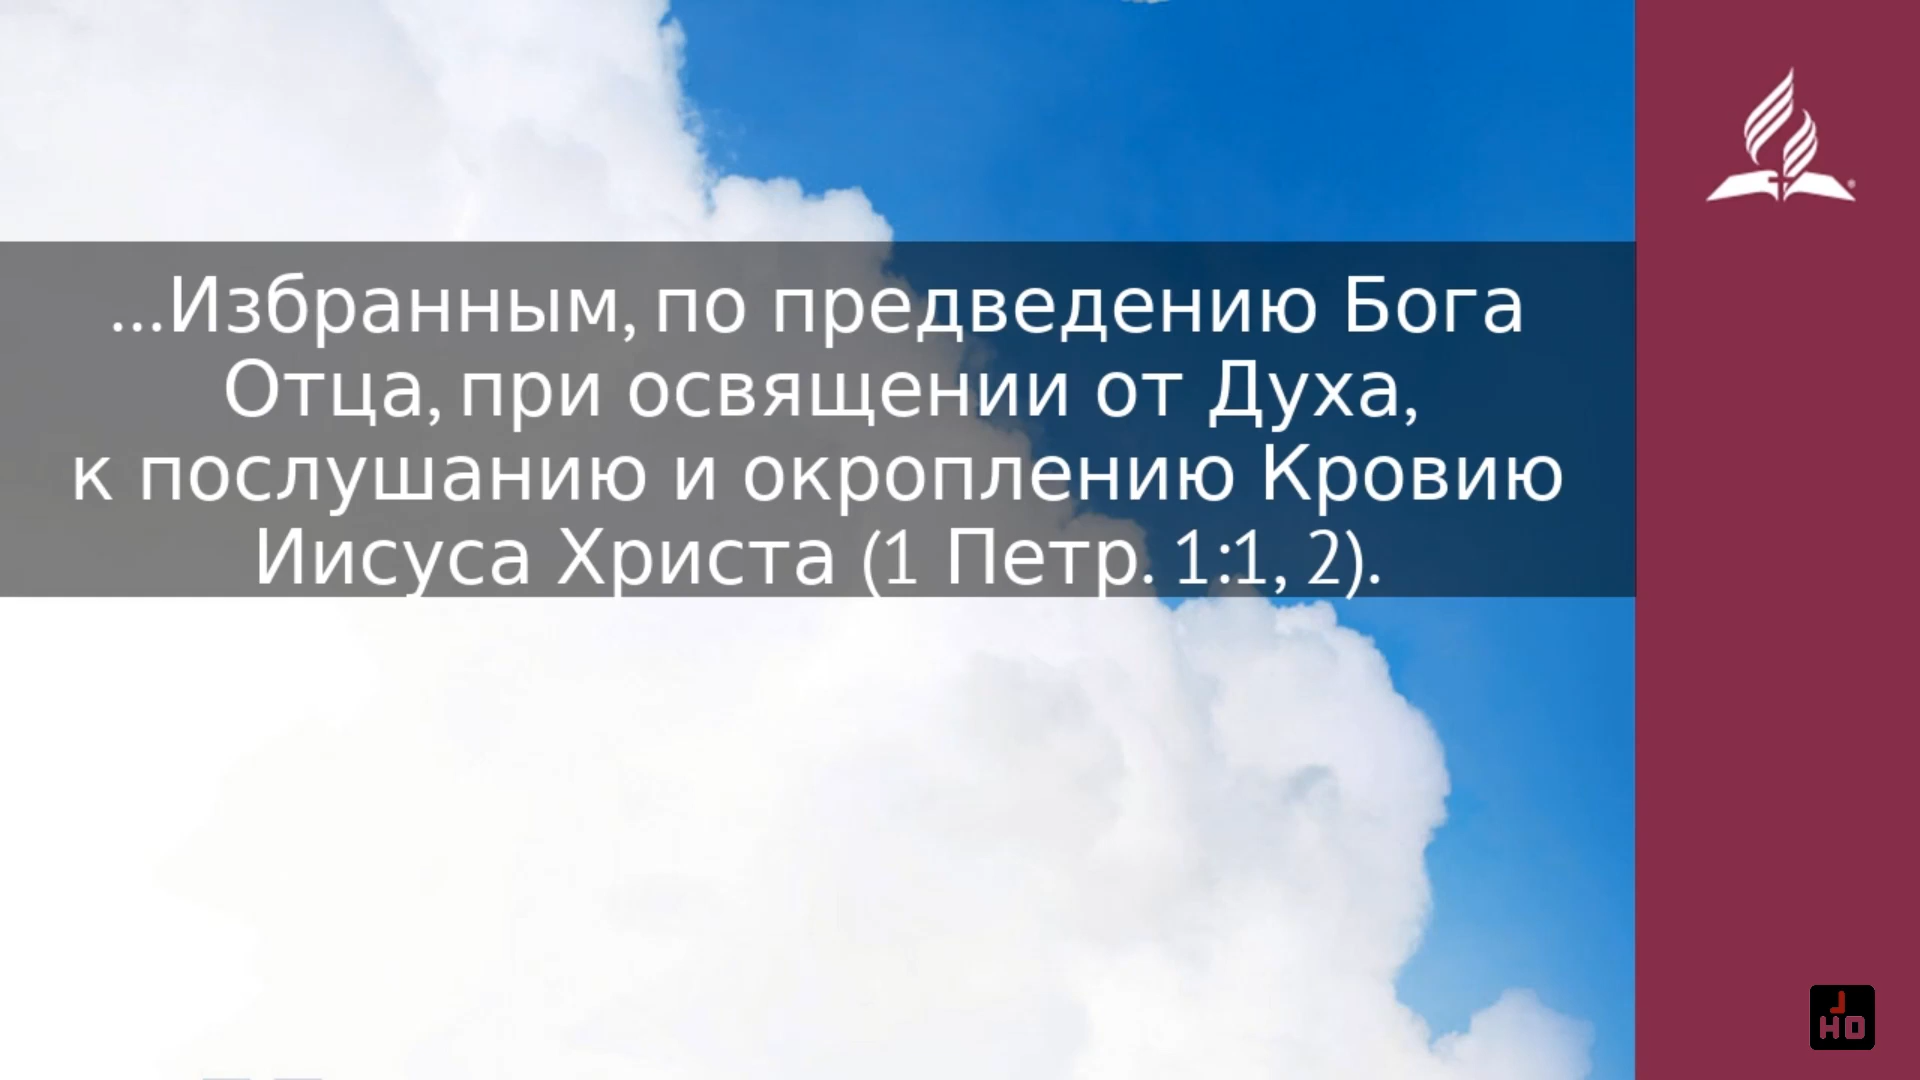 ...Избранным, по предведению Бога
Отца, при освящении от Духа,
к послушанию и окроплению Кровию
Иисуса Христа (1 Петр. 1:1, 2).